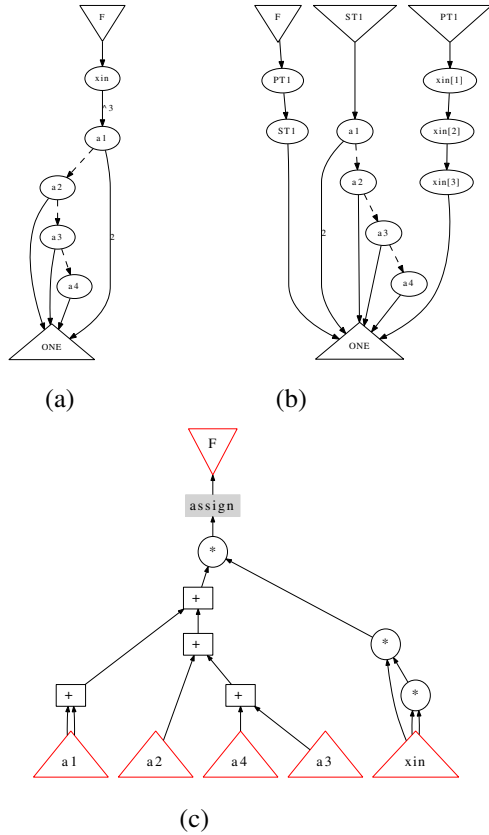 F
xin
^3
a1
a2
2
a3
a4
ONE
(a)
F
ST1
PT1
PT1
xin[1]
ST1
a1
xin[2]
a2
xin[3]
2
a3
a4
ONE
(b)
F
assign
*
+
+
*
+
+
*
a1
a2
a4
a3
xin
(c)